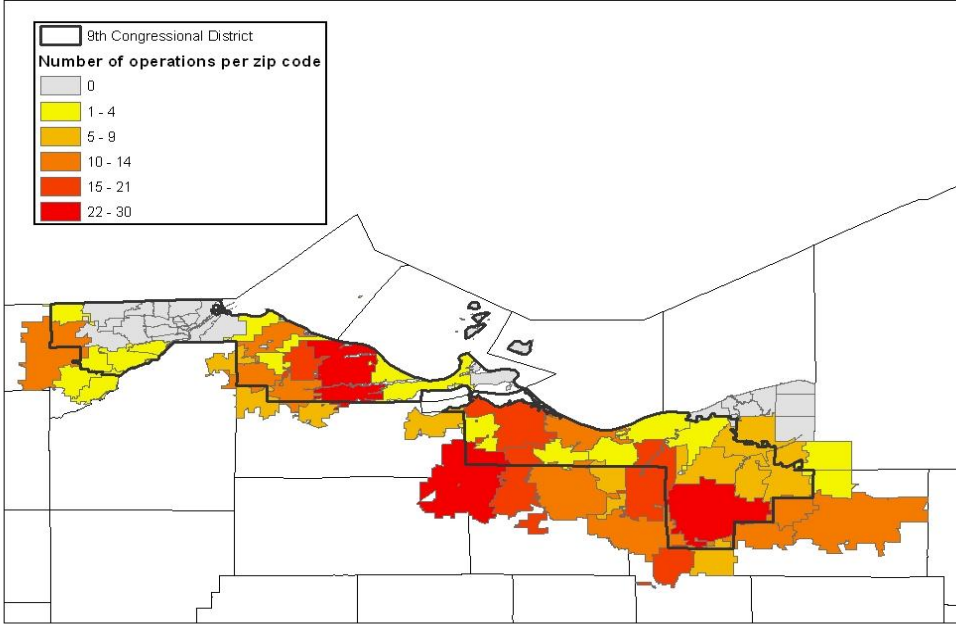 9th Congressional District
Number of operations per zip code
0
1 - 4
5 - 9
10 - 14
15 - 21
22 - 30